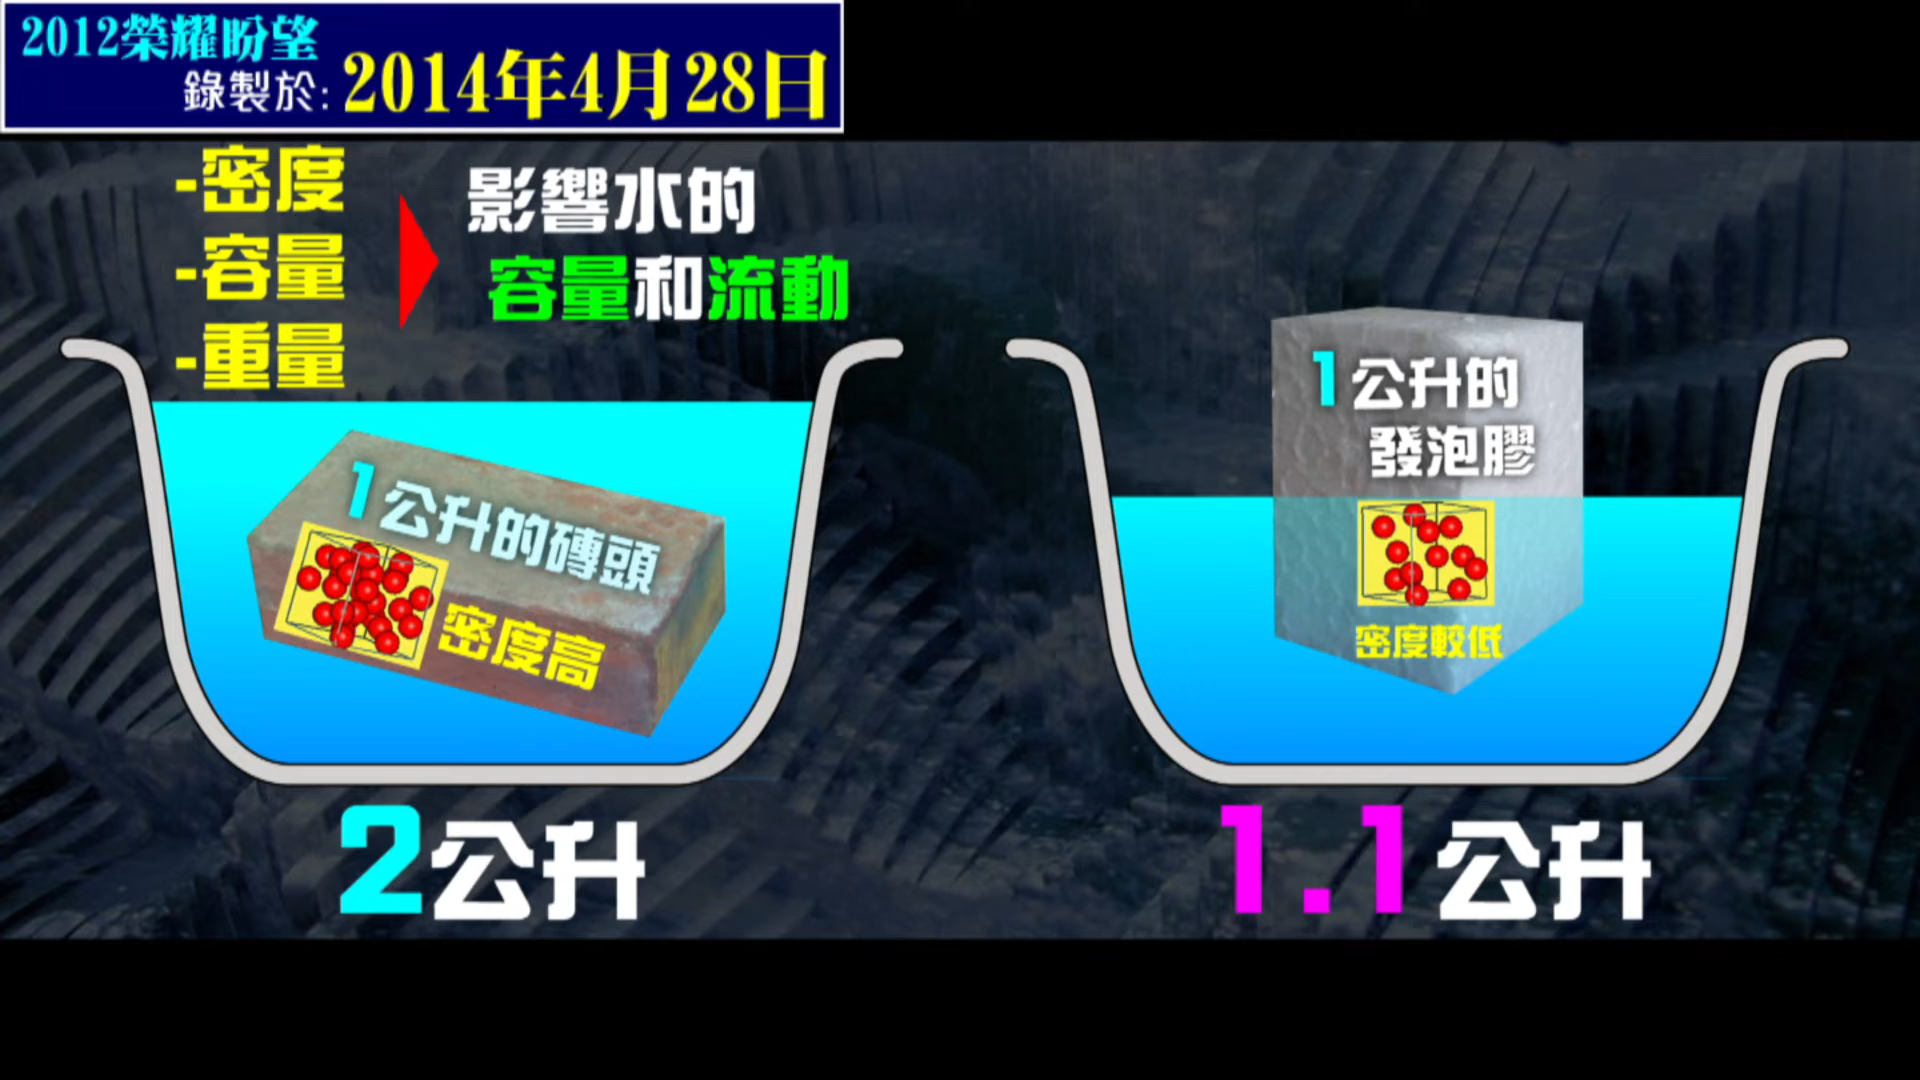 2012榮耀盼望
錄製於: 2014年4月28日
-密度
-容量
-重量
影響水的
容量和流動
1公升的磚頭
密度高
2公升
1公升的
發泡膠
密度較低
1.1公升